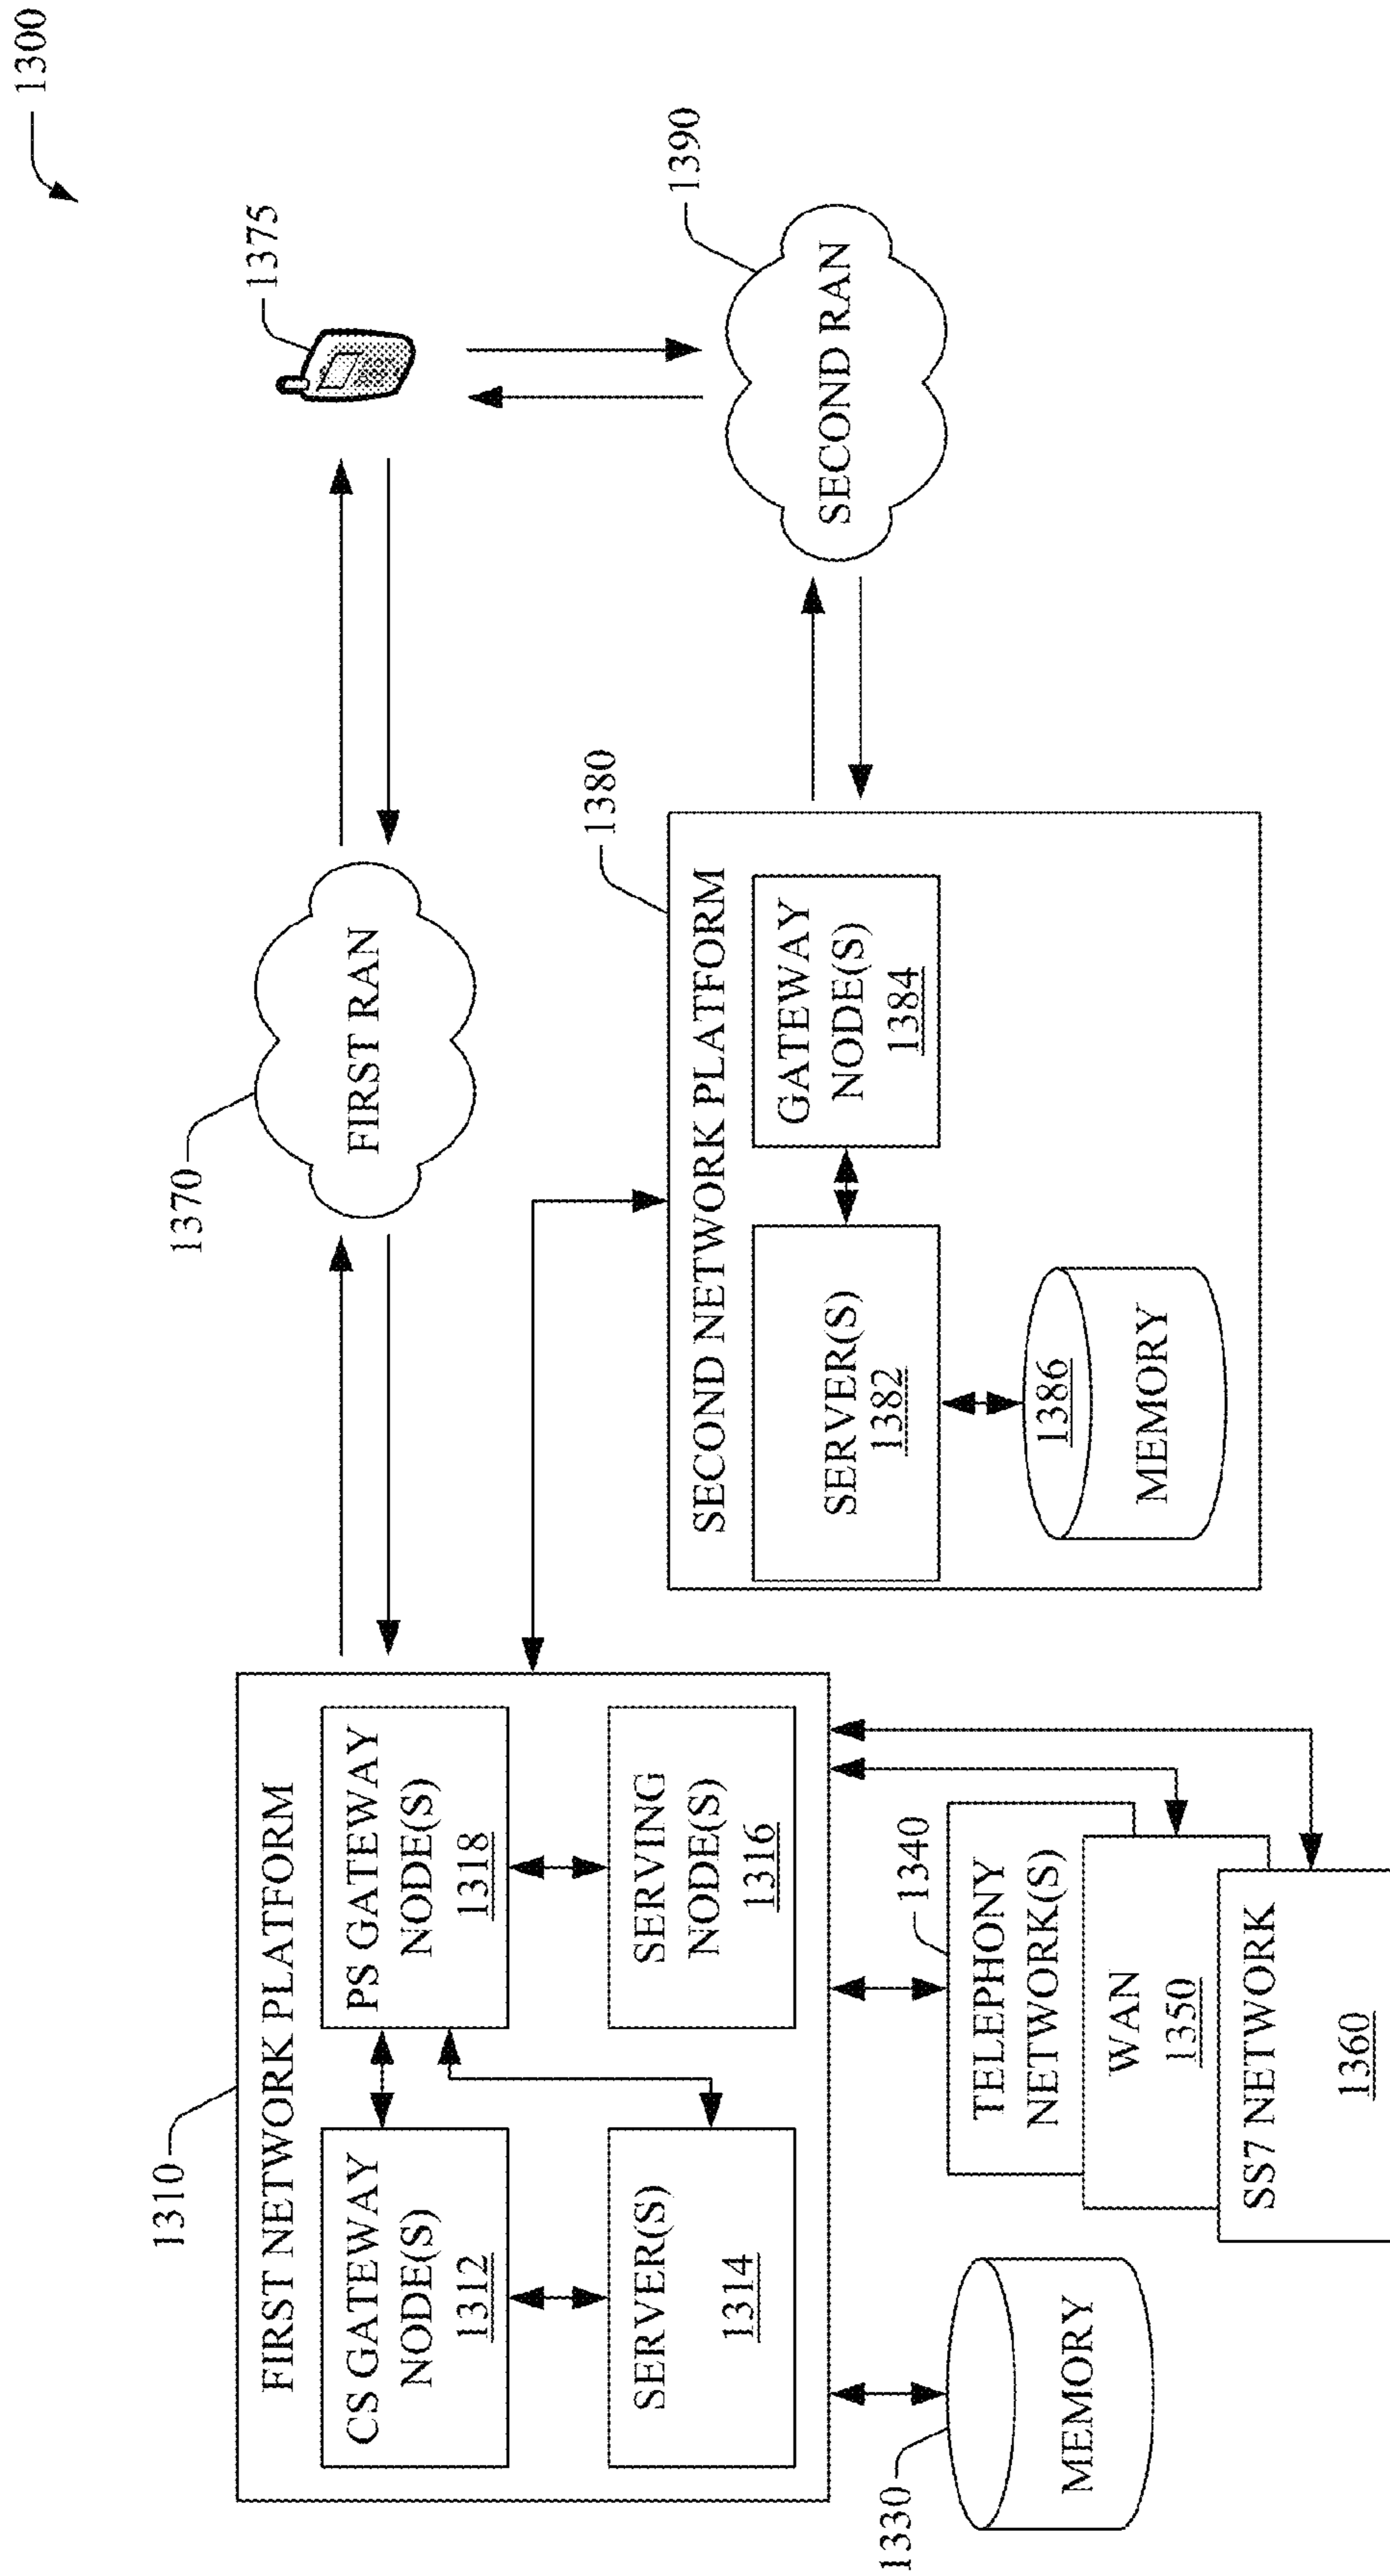 1300
1310
FIRST NETWORK PLATFORM
CS GATEWAY
NODE(S)
1312
PS GATEWAY
NODE(S)
1318
SERVER(S)
1314
SERVING
NODE(S)
1316
1370
FIRST RAN
1375
1380
SECOND NETWORK PLATFORM
SERVER(S)
1382
GATEWAY
NODE(S)
1384
1386
MEMORY
1390
SECOND RAN
1330
MEMORY
1340
TELEPHONY
NETWORK(S)
WAN
1350
SS7 NETWORK
1360